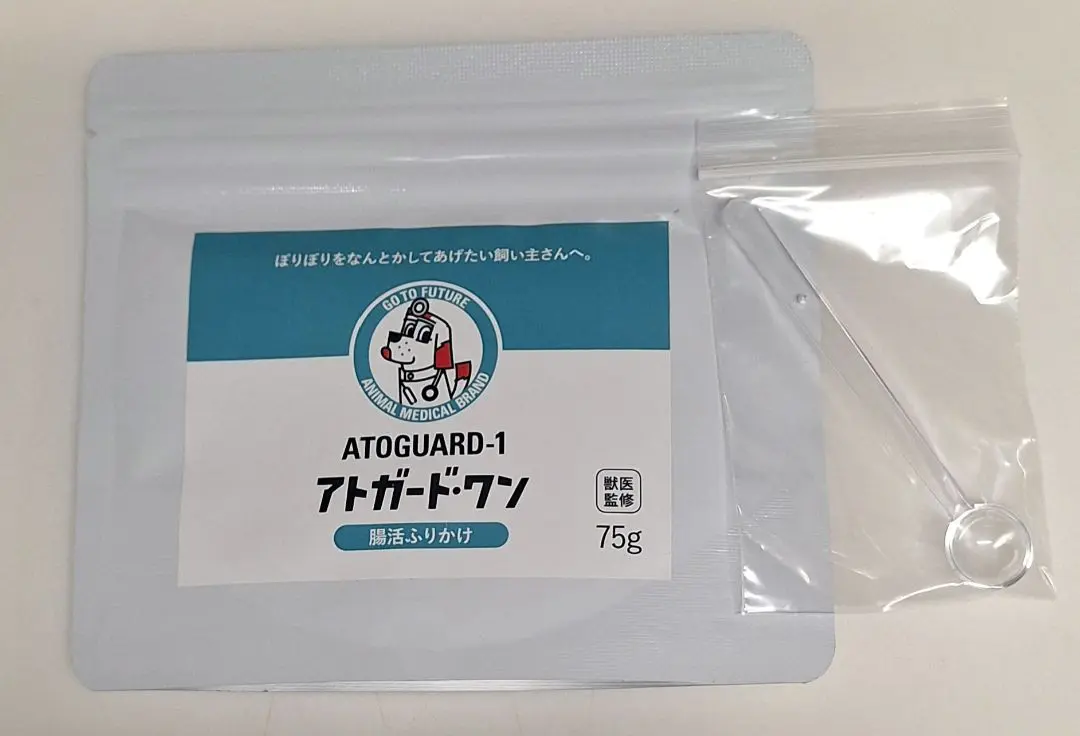 ぽりぽりをなんとかしてあげたい飼い主さんへ。
GO TO FUTURE
ANIMAL MEDICAL BRAND
ATOGUARD-1
アトガード・ワン
獣医
監修
腸活ふりかけ
75g